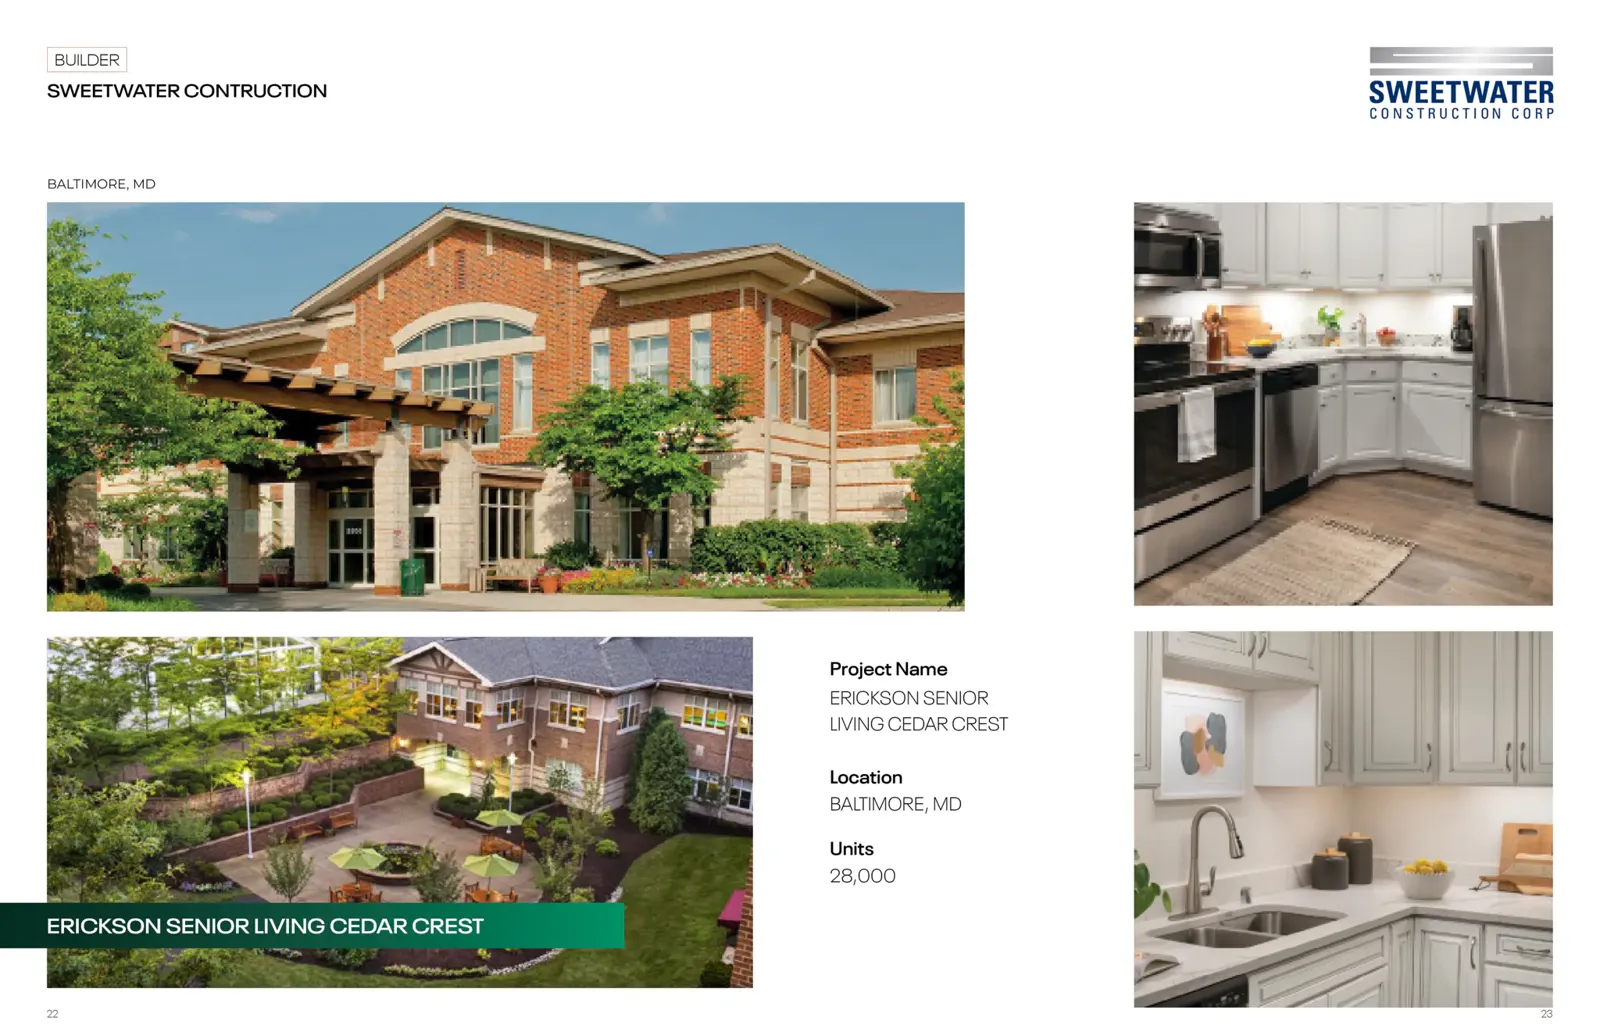 BUILDER
SWEETWATER CONTRUCTION
SWEETWATER
CONSTRUCTION CORP
BALTIMORE, MD
Project Name
ERICKSON SENIOR
LIVING CEDAR CREST
Location
BALTIMORE, MD
Units
28,000
ERICKSON SENIOR LIVING CEDAR CREST
22
23